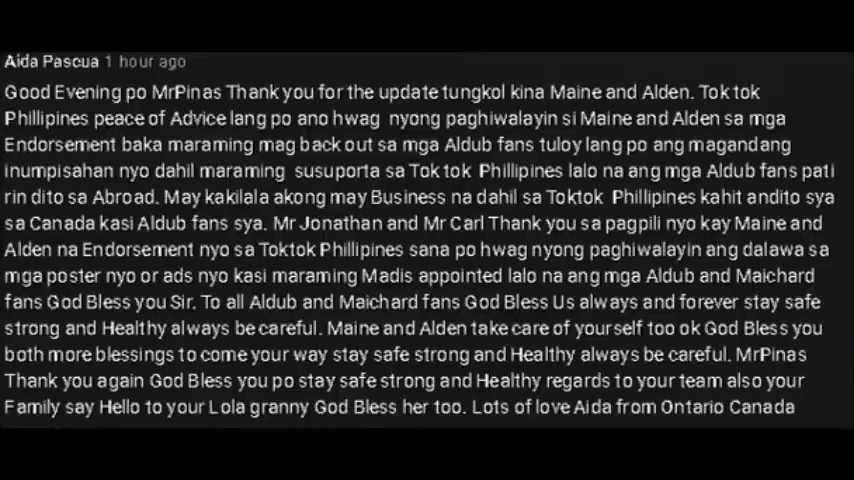 Aida Pascua 1 hour ago
Good Evening po MrPinas Thank you for the update tungkol kina Maine and Alden. Tok tok
Phillipines peace of Advice lang po ano hwag nyong paghiwalayin si Maine and Alden sa mga
Endorsement baka maraming mag back out sa mga Aldub fans tuloy lang po ang magandang
inumpisahan nyo dahil maraming susuporta sa Tok tok Phillipines lalo na ang mga Aldub fans pati
rin dito sa Abroad. May kakilala akong may Business na dahil sa Toktok Phillipines kahit andito sya
sa Canada kasi Aldub fans sya. Mr Jonathan and Mr Carl Thank you sa pagpili nyo kay Maine and
Alden na Endorsement nyo sa Toktok Phillipines sana po hwag nyong paghiwalayin ang dalawa sa
mga poster nyo or ads nyo kasi maraming Madis appointed lalo na ang mga Aldub and Maichard
fans God Bless you Sir. To all Aldub and Maichard fans God Bless Us always and forever stay safe
strong and Healthy always be careful. Maine and Alden take care of yourself too ok God Bless you
both more blessings to come your way stay safe strong and Healthy always be careful. MrPinas
Thank you again God Bless you po stay safe strong and Healthy regards to your team also your
Family say Hello to your Lola granny God Bless her too. Lots of love Aida from Ontario Canada